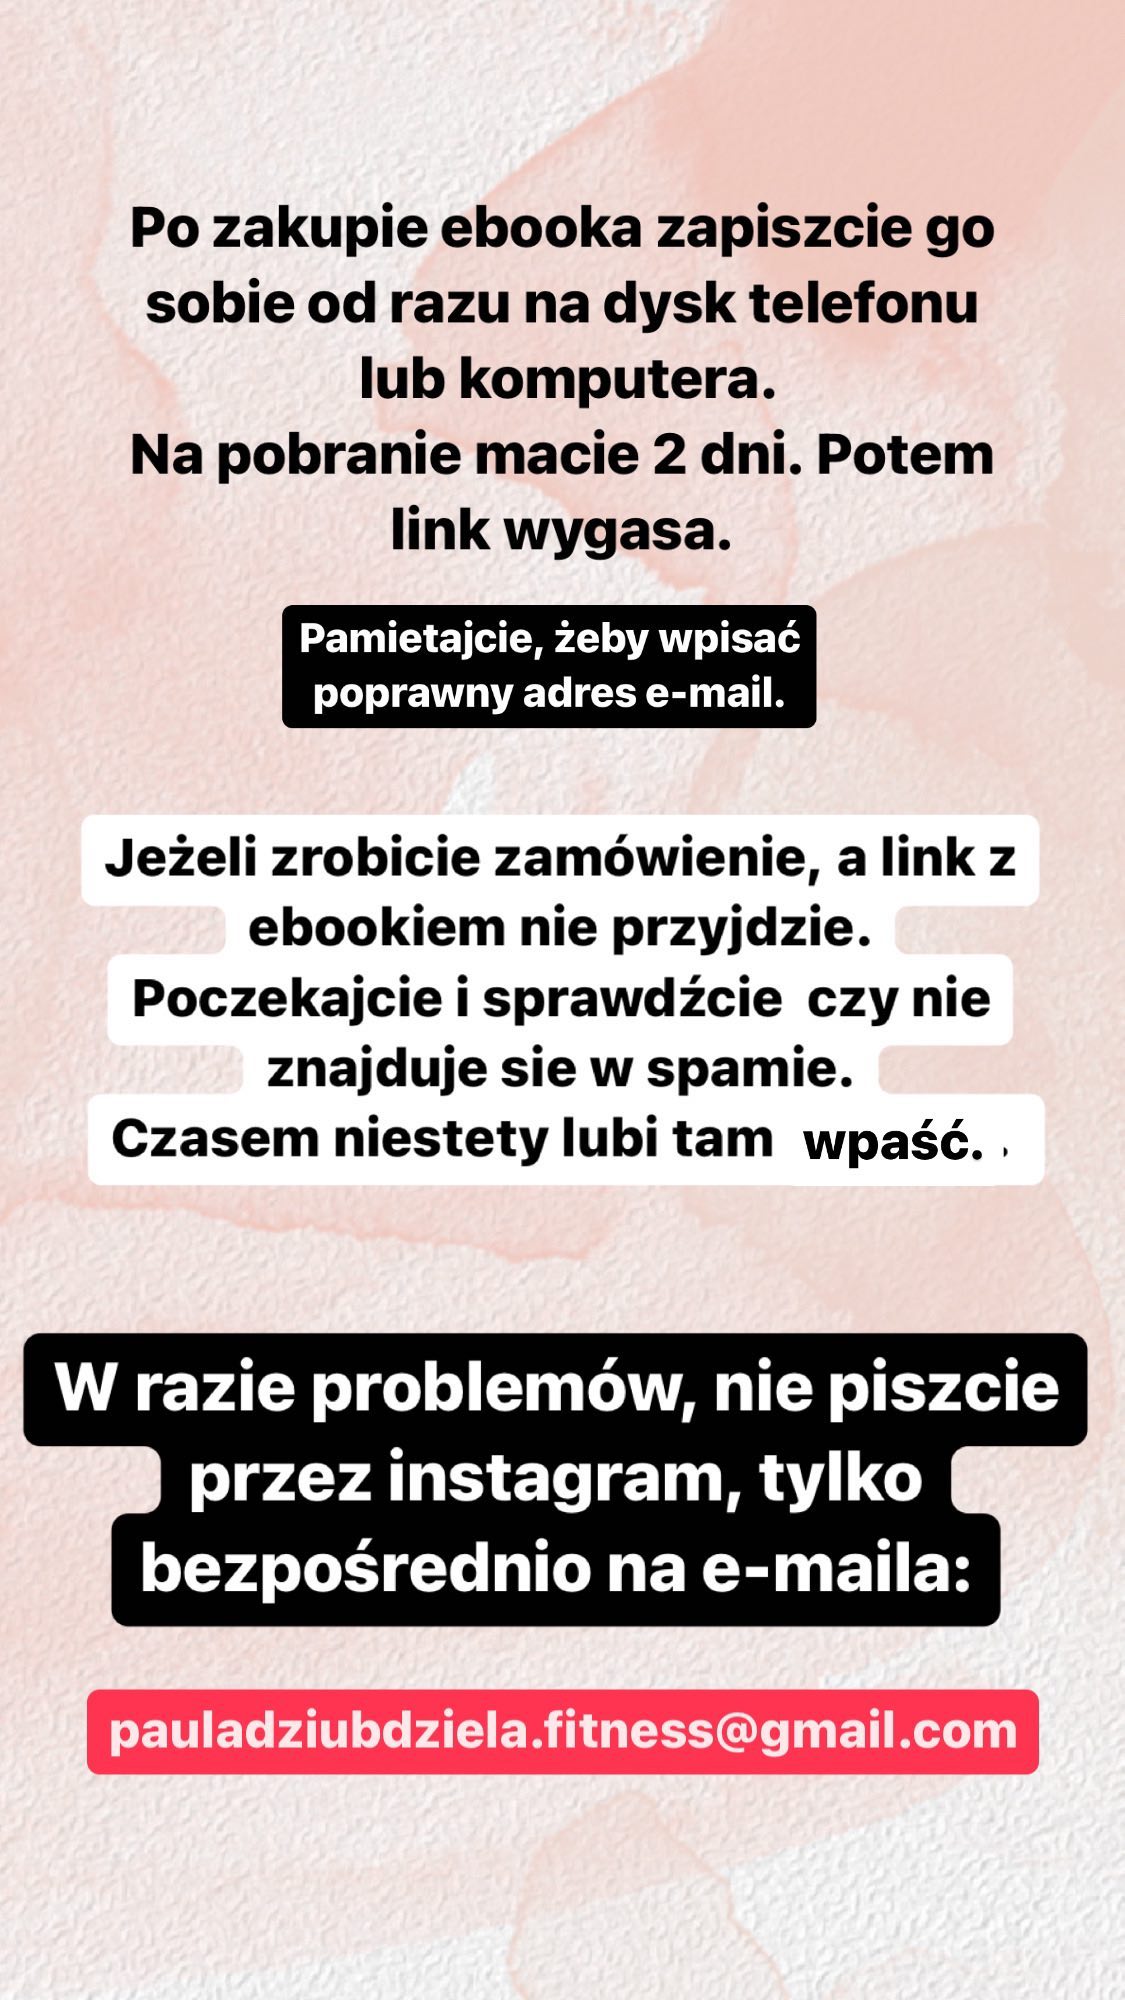 Po zakupie ebooka zapiszcie go
sobie od razu na dysk telefonu
lub komputera.
Na pobranie macie 2 dni. Potem
link wygasa.
Pamietajcie, żeby wpisać
poprawny adres e-mail.
Jeżeli zrobicie zamówienie, a link z
ebookiem nie przyjdzie.
Poczekajcie i sprawdźcie  czy nie
znajduje sie w spamie.
Czasem niestety lubi tam  wpaść.
W razie problemów, nie piszcie
przez instagram, tylko
bezpośrednio na e-maila:
pauladziubdziela.fitness@gmail.com